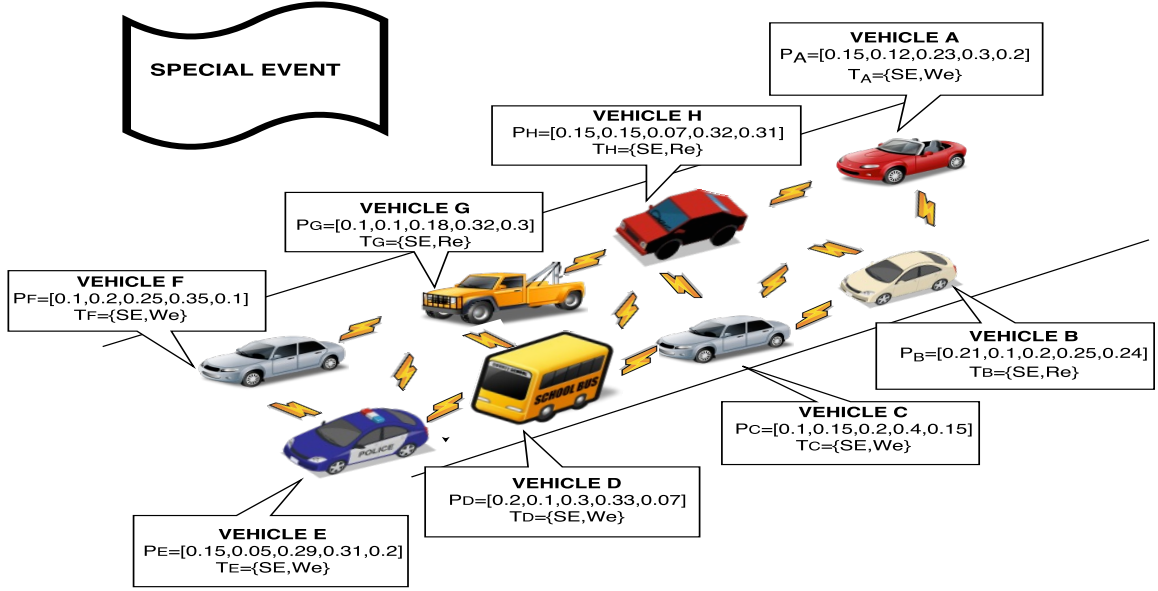 SPECIAL EVENT
VEHICLE A
PA=[0.15,0.12,0.23,0.3,0.2]
TA={SE,We}
VEHICLE H
PH=[0.15,0.15,0.07,0.32,0.31]
TH={SE,Re}
VEHICLE G
PG=[0.1,0.1,0.18,0.32,0.3]
TG={SE,Re}
VEHICLE F
PF=[0.1,0.2,0.25,0.35,0.1]
TF={SE,We}
VEHICLE B
PB=[0.21,0.1,0.2,0.25,0.24]
TB={SE,Re}
SCHOOL BUS
VEHICLE C
PC=[0.1,0.15,0.2,0.4,0.15]
TC={SE,We}
POLICE
VEHICLE D
PD=[0.2,0.1,0.3,0.33,0.07]
TD={SE,We}
VEHICLE E
PE=[0.15,0.05,0.29,0.31,0.2]
TE={SE,We}